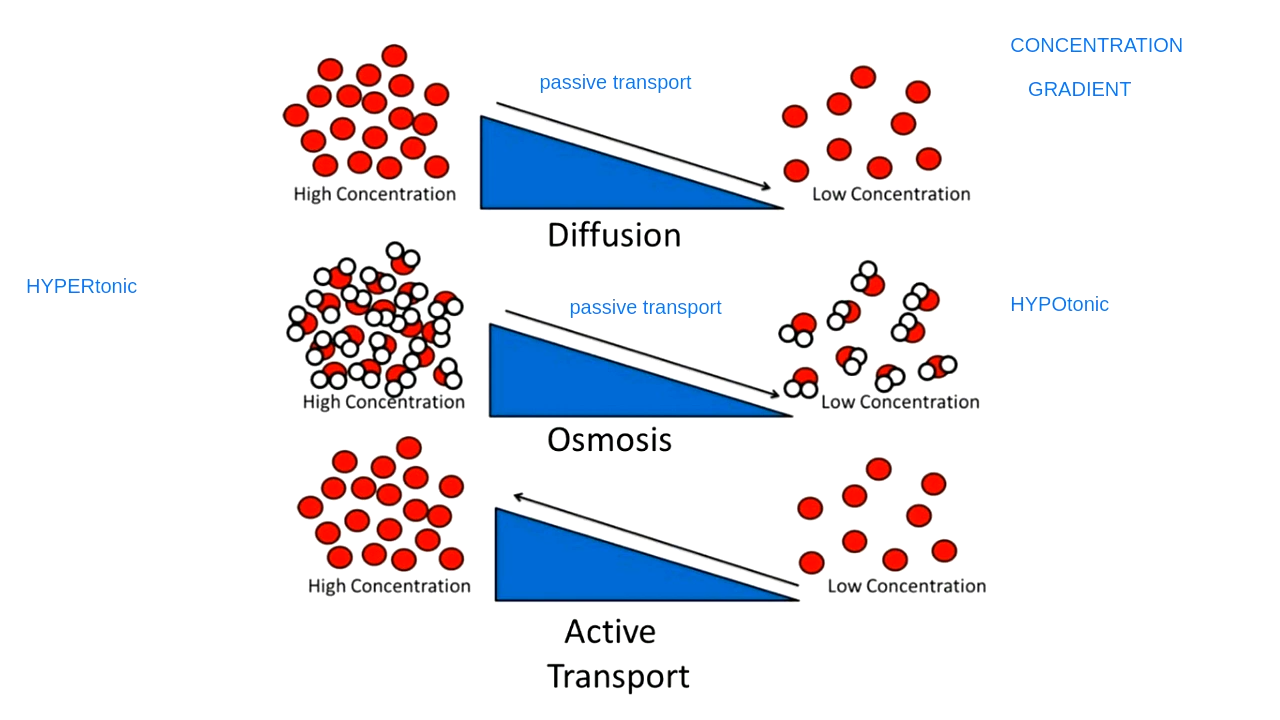 CONCENTRATION
GRADIENT
passive transport
High Concentration
Low Concentration
Diffusion
HYPERtonic
passive transport
HYPOtonic
High Concentration
Low Concentration
Osmosis
High Concentration
Low Concentration
Active
Transport